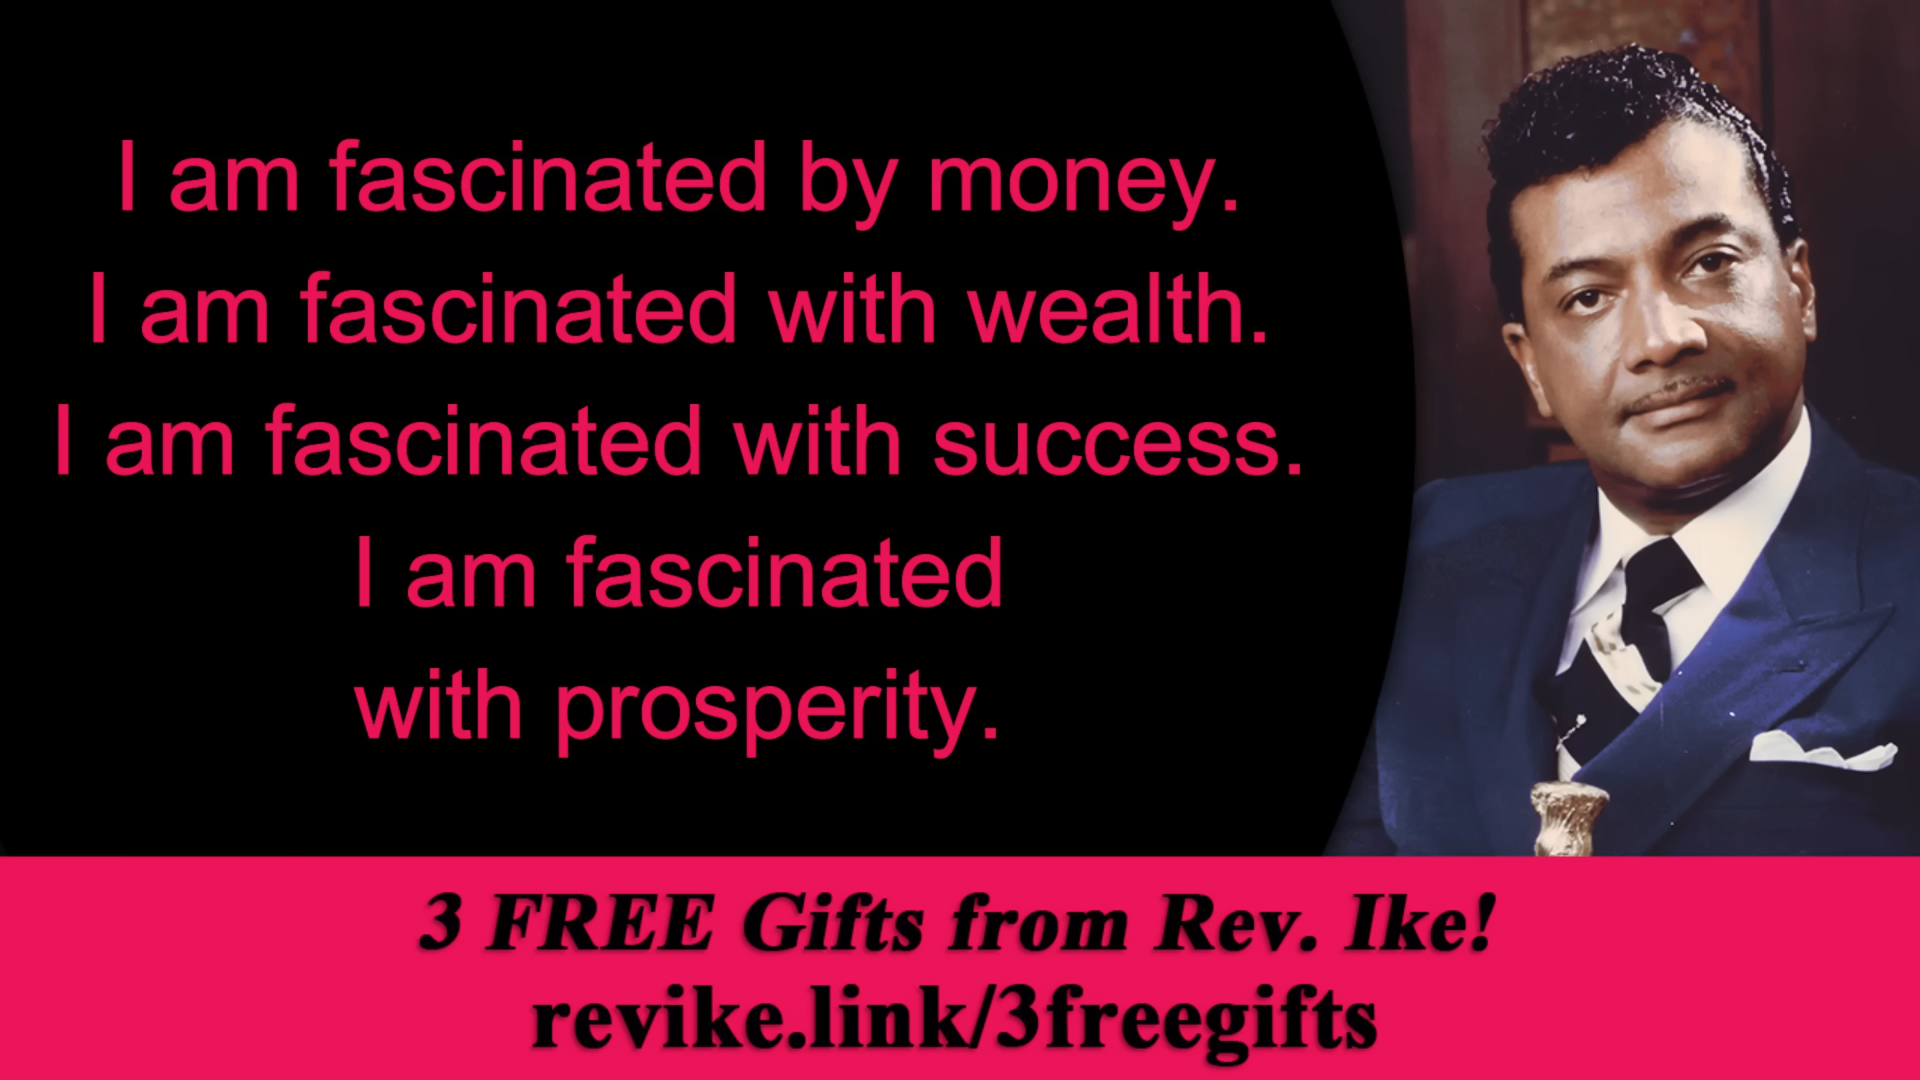 I am fascinated by money.
I am fascinated with wealth.
I am fascinated with success.
I am fascinated
with prosperity.
3 FREE Gifts from Rev. Ike!
revike.link/3freegifts